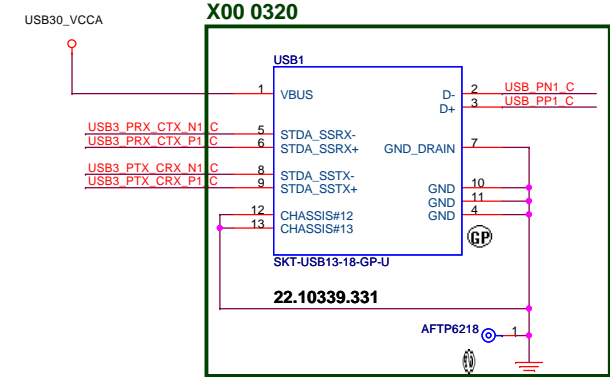 X00 0320
USB30_VCCA
USB1
1 VBUS D- 2 USB_PN1_C
D+ 3 USB_PP1_C
USB3_PRX_CTX_N1_C 5 STDA_SSRX-
USB3_PRX_CTX_P1_C 6 STDA_SSRX+ GND_DRAIN 7
USB3_PTX_CRX_N1_C 8 STDA_SSTX-
USB3_PTX_CRX_P1_C 9 STDA_SSTX+ GND 10
GND 11
12 CHASSIS#12 GND 4
13 CHASSIS#13
GP
SKT-USB13-18-GP-U
22.10339.331
AFTP6218 1